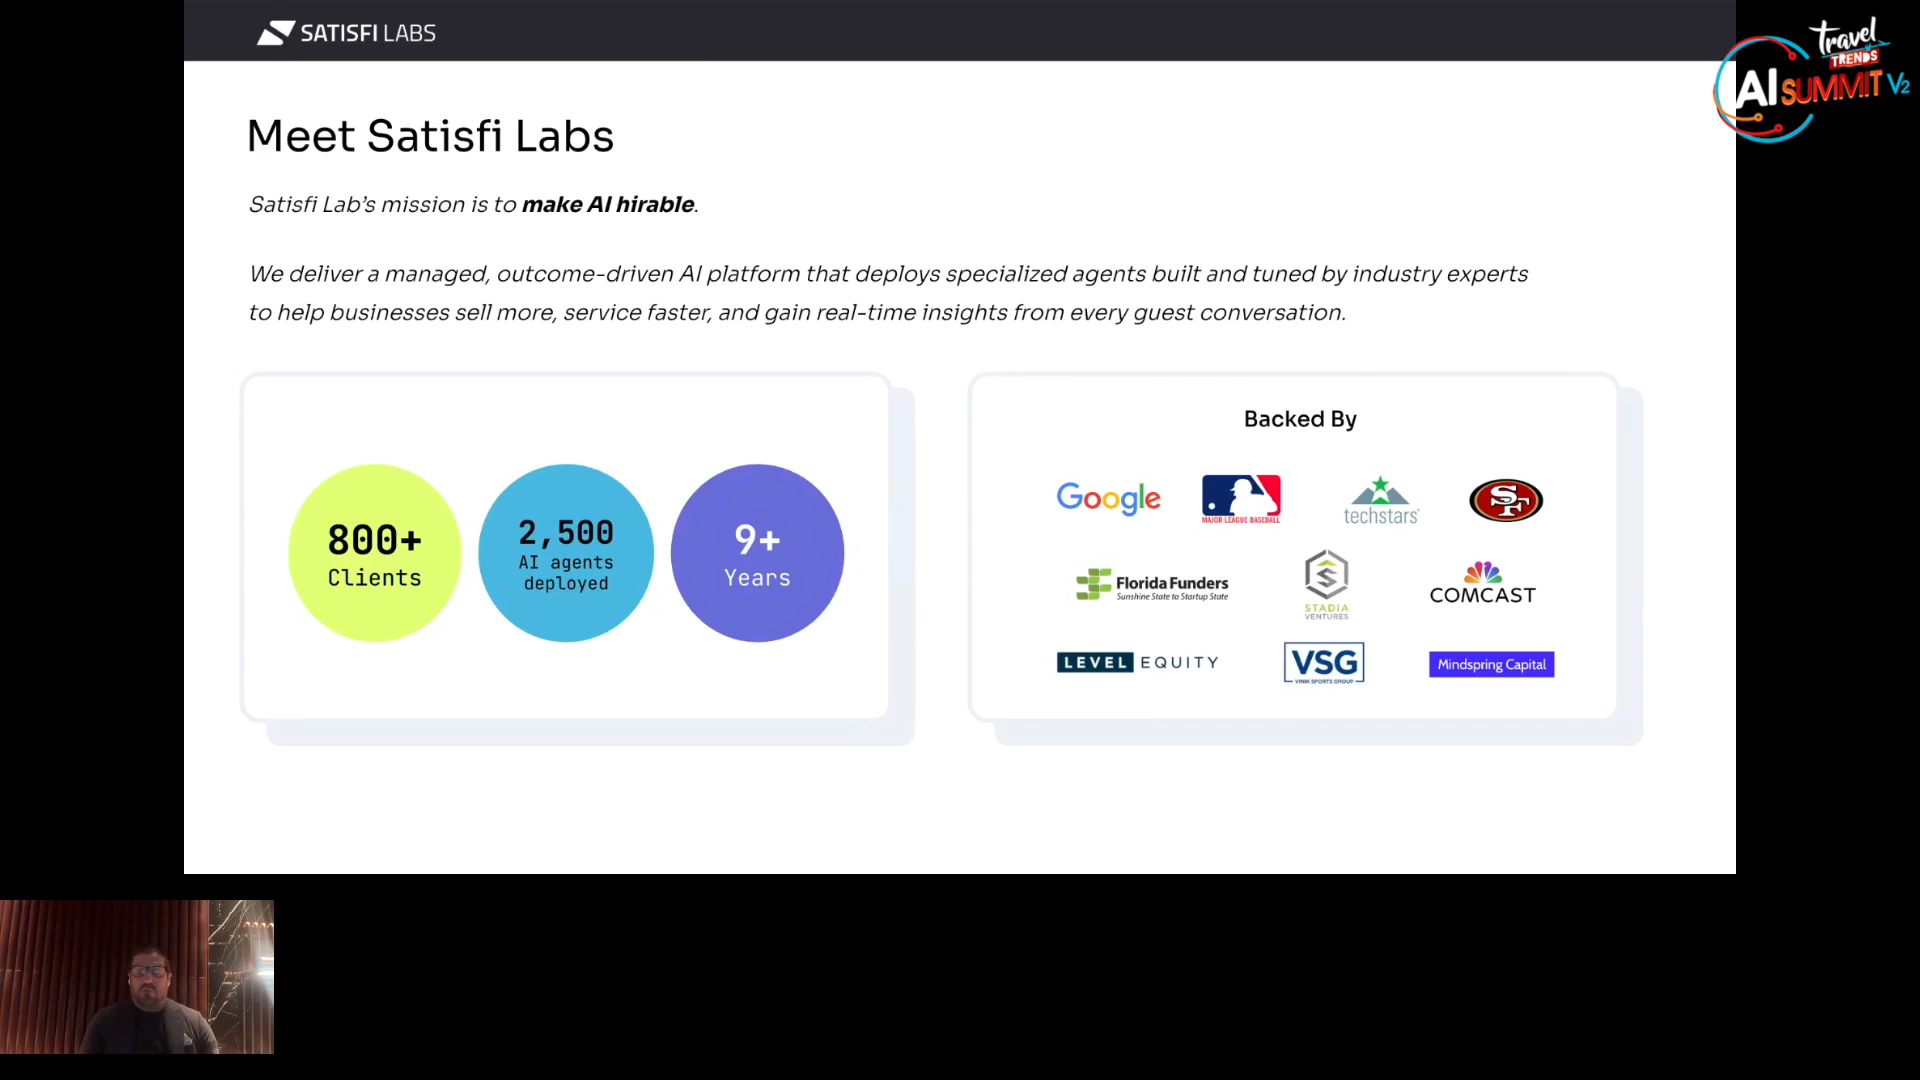 SATISFI LABS
travel
TRENDS
AI SUMMIT V2
Meet Satisfi Labs
Satisfi Lab’s mission is to make AI hirable.
We deliver a managed, outcome-driven AI platform that deploys specialized agents built and tuned by industry experts
to help businesses sell more, service faster, and gain real-time insights from every guest conversation.
800+
Clients
2,500
AI agents
deployed
9+
Years
Backed By
Google
MAJOR LEAGUE BASEBALL
techstars
SF
Florida Funders
Sunshine State to Startup State
STADIA
VENTURES
COMCAST
LEVEL EQUITY
VSG
VINIK SPORTS GROUP
Mindspring Capital